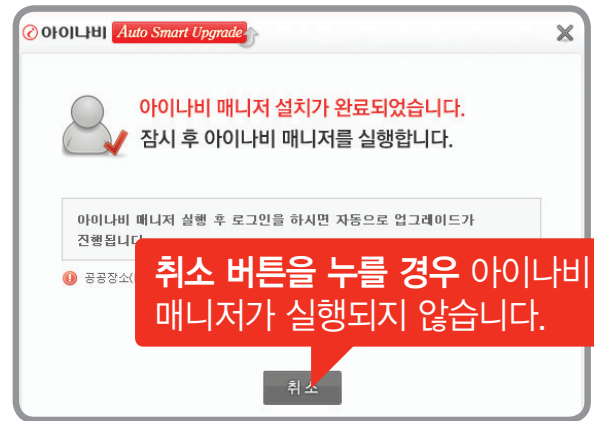 아이나비 Auto Smart Upgrade
아이나비 매니저 설치가 완료되었습니다.
잠시 후 아이나비 매니저를 실행합니다.
아이나비 매니저 실행 후 로그인을 하시면 자동으로 업그레이드가
진행됩니다
공공장소(
취소 버튼을 누를 경우 아이나비
매니저가 실행되지 않습니다.
취소